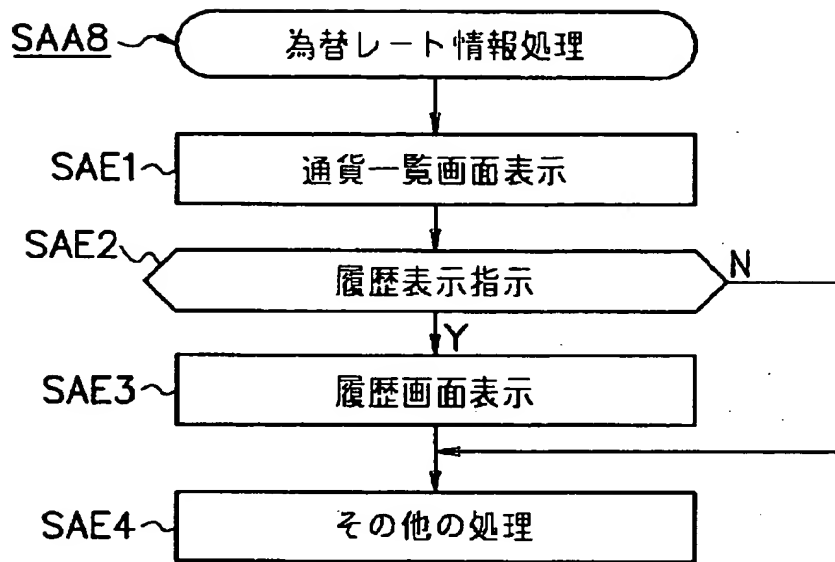 SAA8 為替レート情報処理
SAE1 通貨一覧画面表示
SAE2 履歴表示指示 N
Y
SAE3 履歴画面表示
SAE4 その他の処理